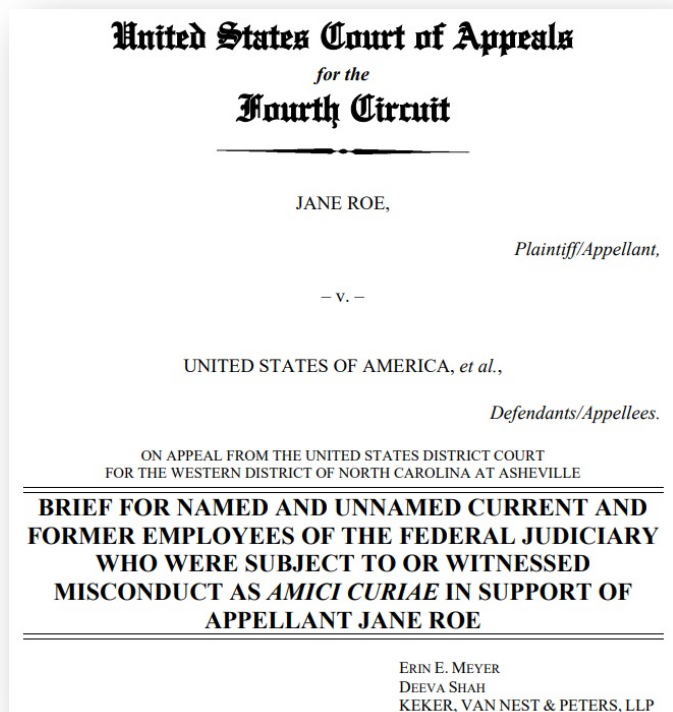 United States Court of Appeals
for the
Fourth Circuit
JANE ROE,
Plaintiff/Appellant,
– v. –
UNITED STATES OF AMERICA, et al.,
Defendants/Appellees.
ON APPEAL FROM THE UNITED STATES DISTRICT COURT
FOR THE WESTERN DISTRICT OF NORTH CAROLINA AT ASHEVILLE
BRIEF FOR NAMED AND UNNAMED CURRENT AND
FORMER EMPLOYEES OF THE FEDERAL JUDICIARY
WHO WERE SUBJECT TO OR WITNESSED
MISCONDUCT AS AMICI CURIAE IN SUPPORT OF
APPELLANT JANE ROE
ERIN E. MEYER
DEEVA SHAH
KEKER, VAN NEST & PETERS, LLP